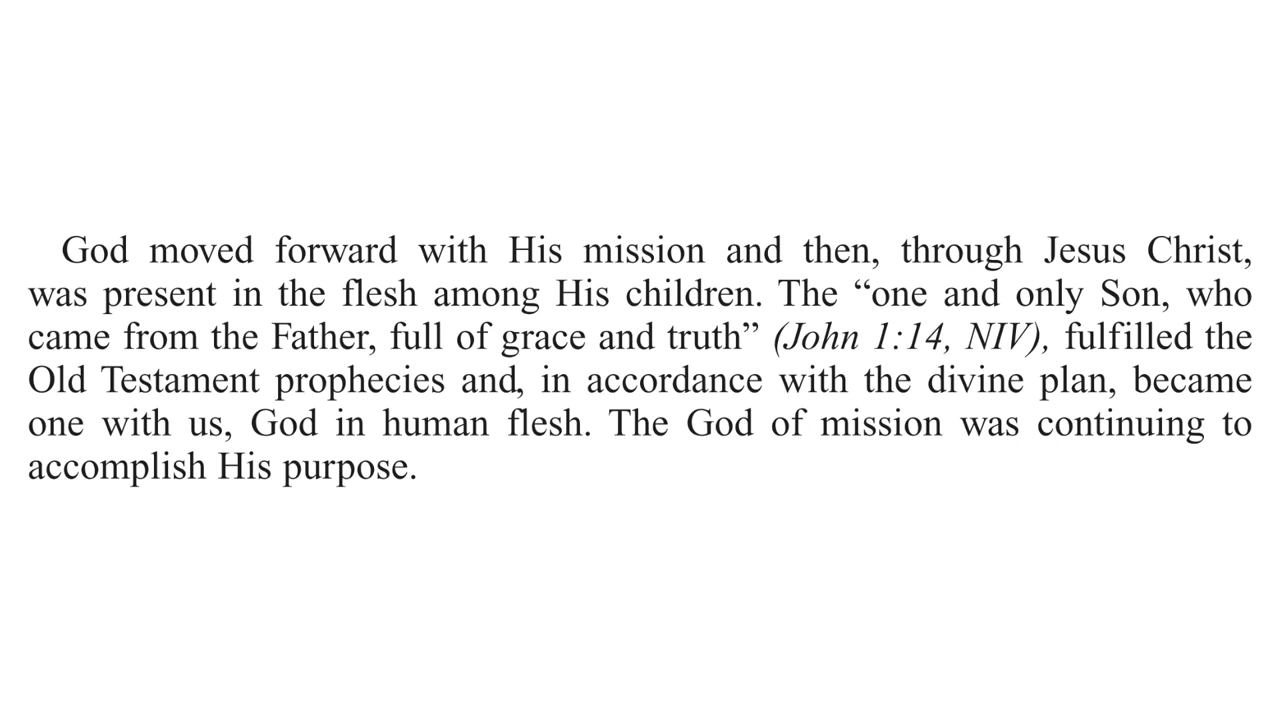 God moved forward with His mission and then, through Jesus Christ,
was present in the flesh among His children. The “one and only Son, who
came from the Father, full of grace and truth” (John 1:14, NIV), fulfilled the
Old Testament prophecies and, in accordance with the divine plan, became
one with us, God in human flesh. The God of mission was continuing to
accomplish His purpose.